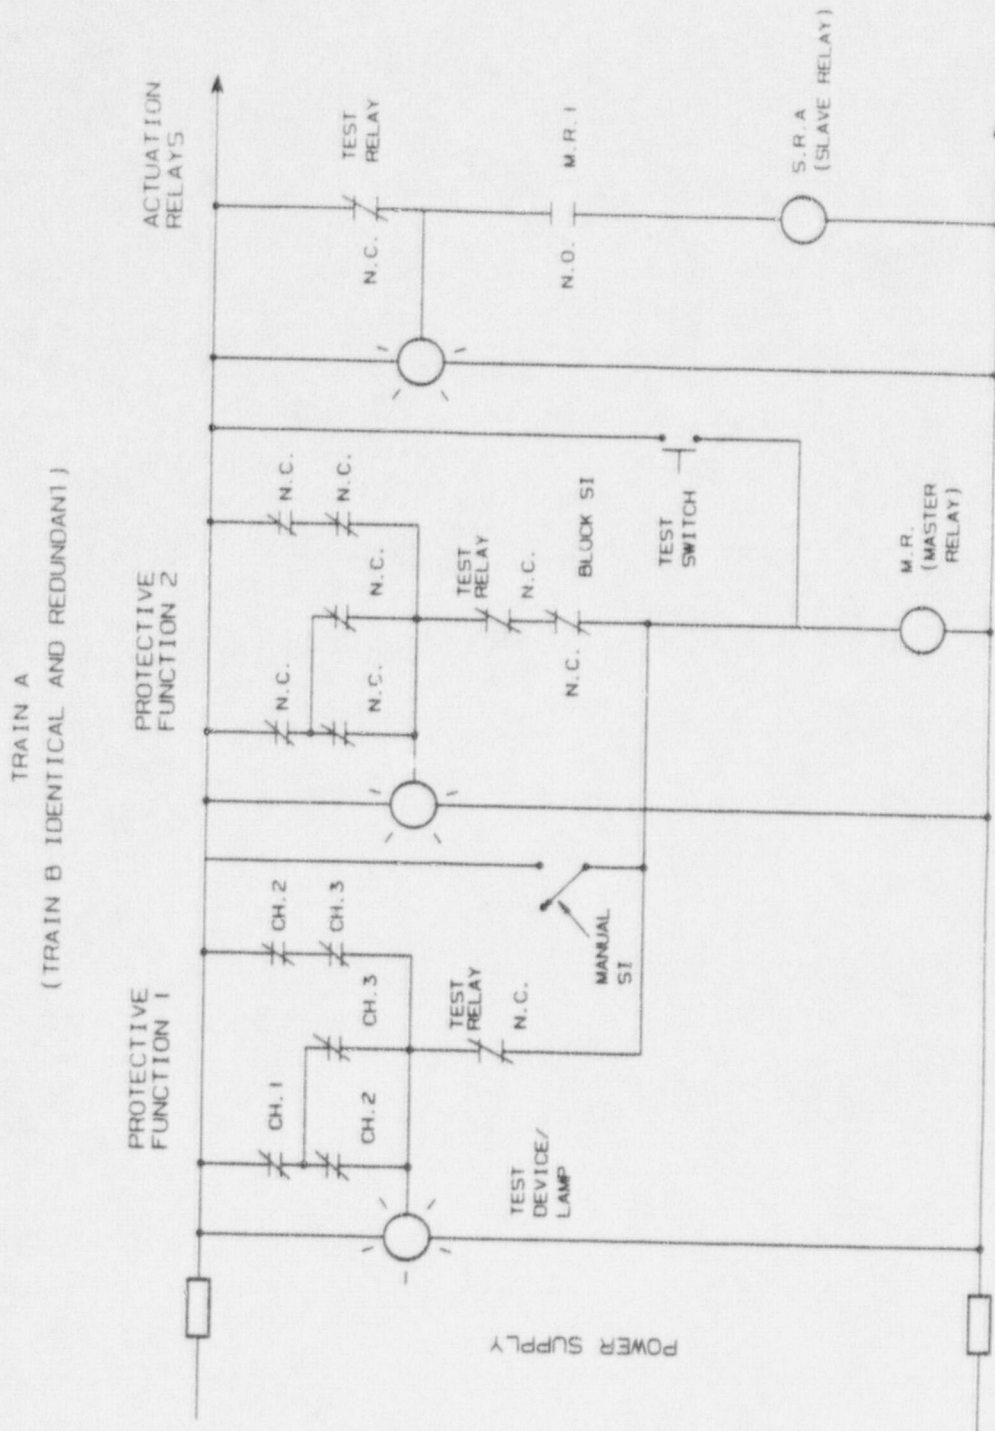 TRAIN A
(TRAIN B IDENTICAL AND REDUNDANT)
PROTECTIVE
FUNCTION 1
PROTECTIVE
FUNCTION 2
ACTUATION
RELAYS
CH.1
CH.2
CH.2
CH.3
CH.3
N.C.
N.C.
N.C.
N.C.
N.C.
TEST
RELAY
N.C.
TEST
RELAY
N.C.
TEST
RELAY
N.C.
N.C.
BLOCK SI
N.O.
M.R.1
TEST
DEVICE/
LAMP
MANUAL
SI
TEST
SWITCH
M.R.
(MASTER
RELAY)
S.R.A
(SLAVE RELAY)
POWER SUPPLY